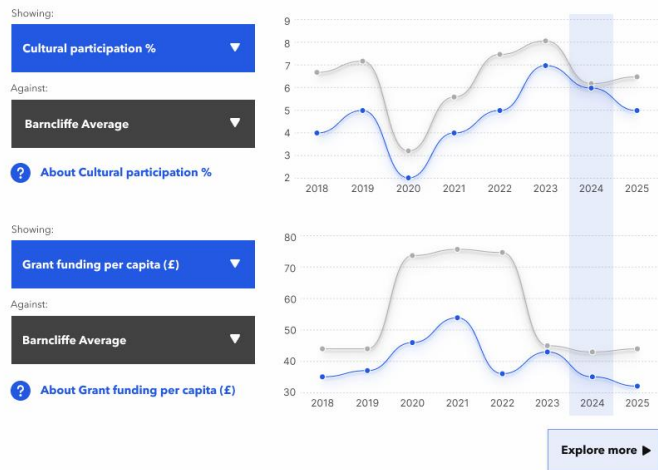 Showing:
Cultural participation %
Against:
Barncliffe Average
? About Cultural participation %
9
8
7
6
5
4
3
2
2018 2019 2020 2021 2022 2023 2024 2025
Showing:
Grant funding per capita (£)
Against:
Barncliffe Average
? About Grant funding per capita (£)
80
70
60
50
40
30
2018 2019 2020 2021 2022 2023 2024 2025
Explore more